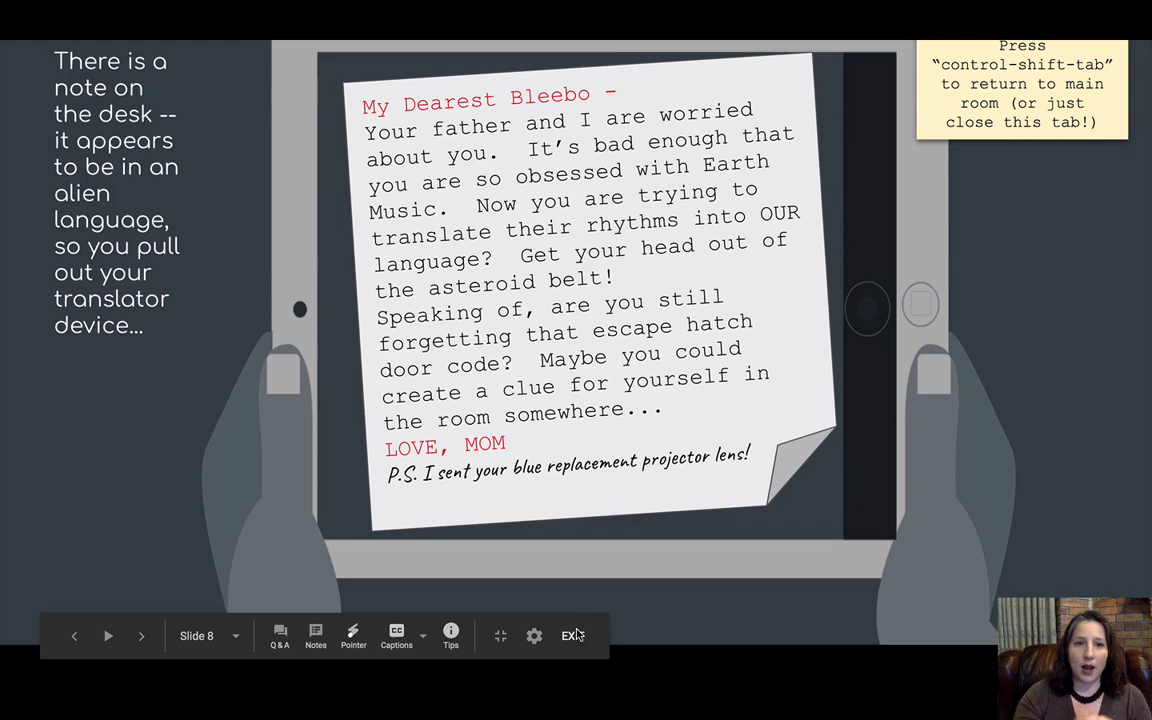 There is a
note on
the desk --
it appears
to be in an
alien
language,
so you pull
out your
translator
device...
My Dearest Bleebo -
Your father and I are worried
about you. It's bad enough that
you are so obsessed with Earth
Music. Now you are trying to
translate their rhythms into OUR
language? Get your head out of
the asteroid belt!
Speaking of, are you still
forgetting that escape hatch
door code? Maybe you could
create a clue for yourself in
the room somewhere...
LOVE, MOM
P.S. I sent your blue replacement projector lens!
Press
“control-shift-tab”
to return to main
room (or just
close this tab!)
Slide 8
Q & A
Notes
Pointer
Captions
Tips